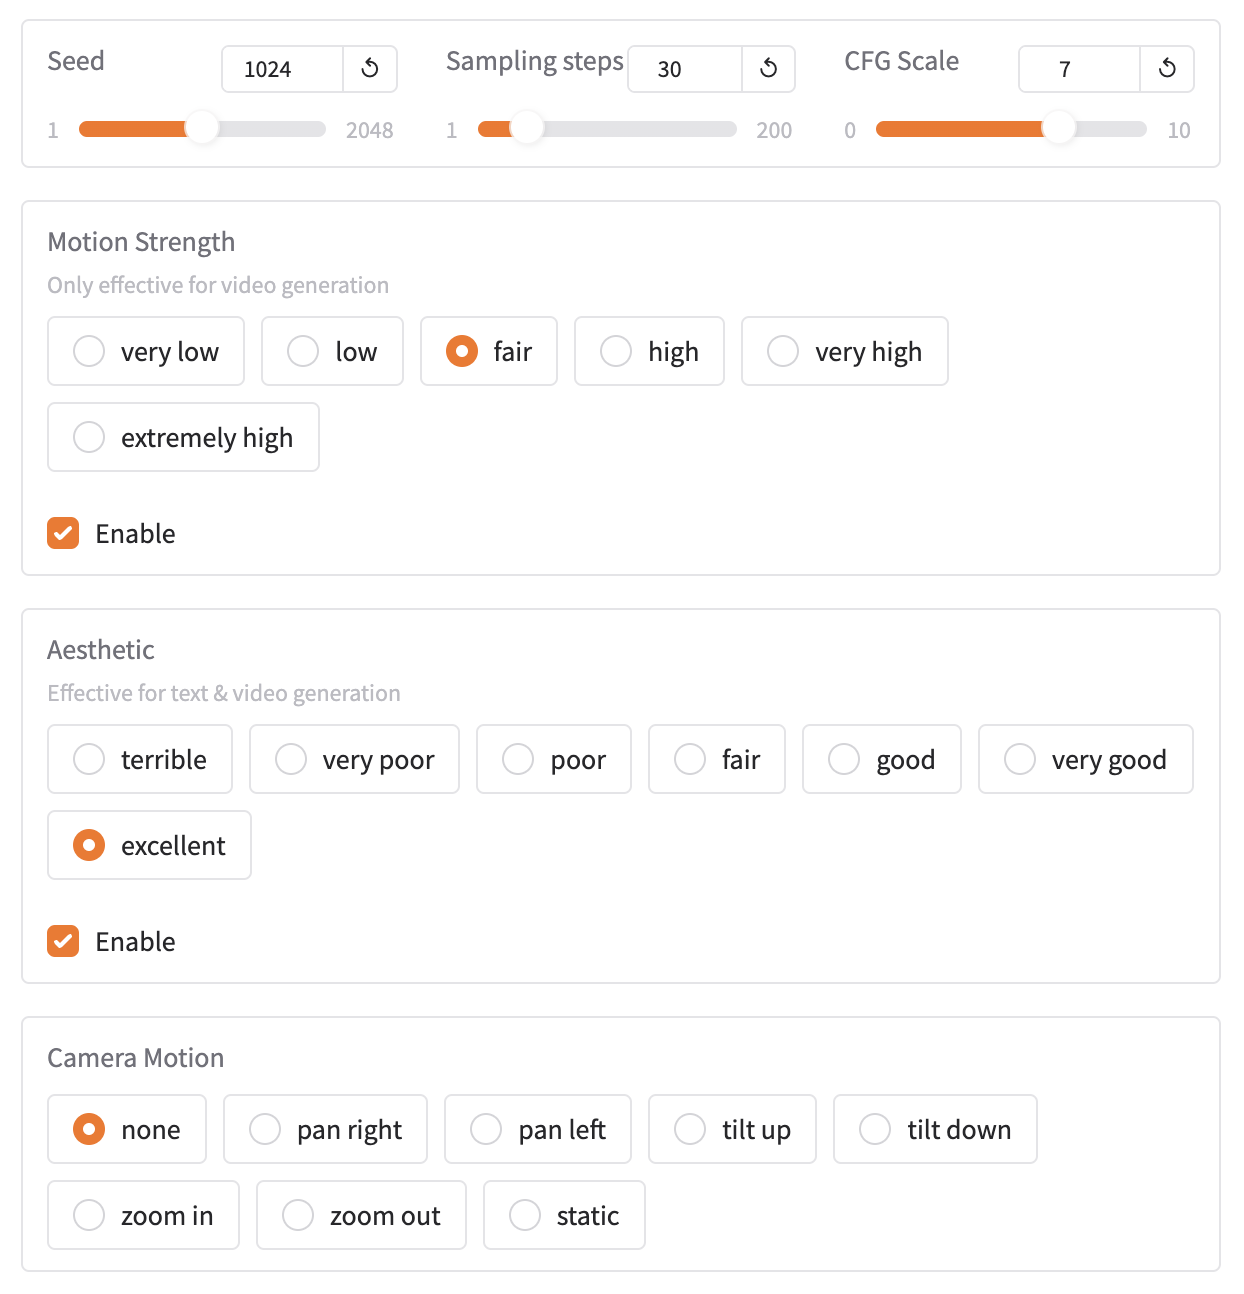 Seed 1024 Sampling steps 30 CFG Scale 7
1 2048 1 200 0 10
Motion Strength
Only effective for video generation
very low low fair high very high
extremely high
Enable
Aesthetic
Effective for text & video generation
terrible very poor poor fair good very good
excellent
Enable
Camera Motion
none pan right pan left tilt up tilt down
zoom in zoom out static